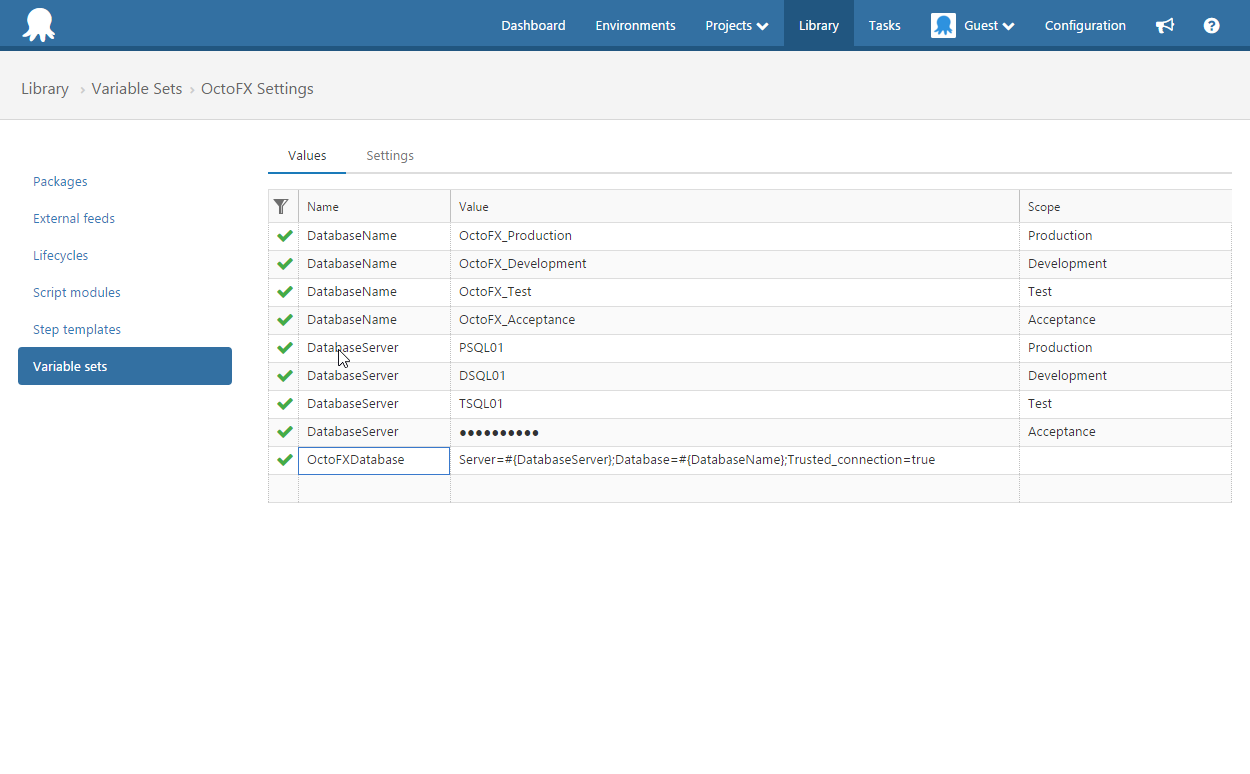 Dashboard Environments Projects Library Tasks Guest Configuration
Library › Variable Sets › OctoFX Settings
Values Settings
Packages
External feeds
Lifecycles
Script modules
Step templates
Variable sets
Name Value Scope
DatabaseName OctoFX_Production Production
DatabaseName OctoFX_Development Development
DatabaseName OctoFX_Test Test
DatabaseName OctoFX_Acceptance Acceptance
DatabaseServer PSQL01 Production
DatabaseServer DSQL01 Development
DatabaseServer TSQL01 Test
DatabaseServer ●●●●●●●●●● Acceptance
OctoFXDatabase Server=#{DatabaseServer};Database=#{DatabaseName};Trusted_connection=true